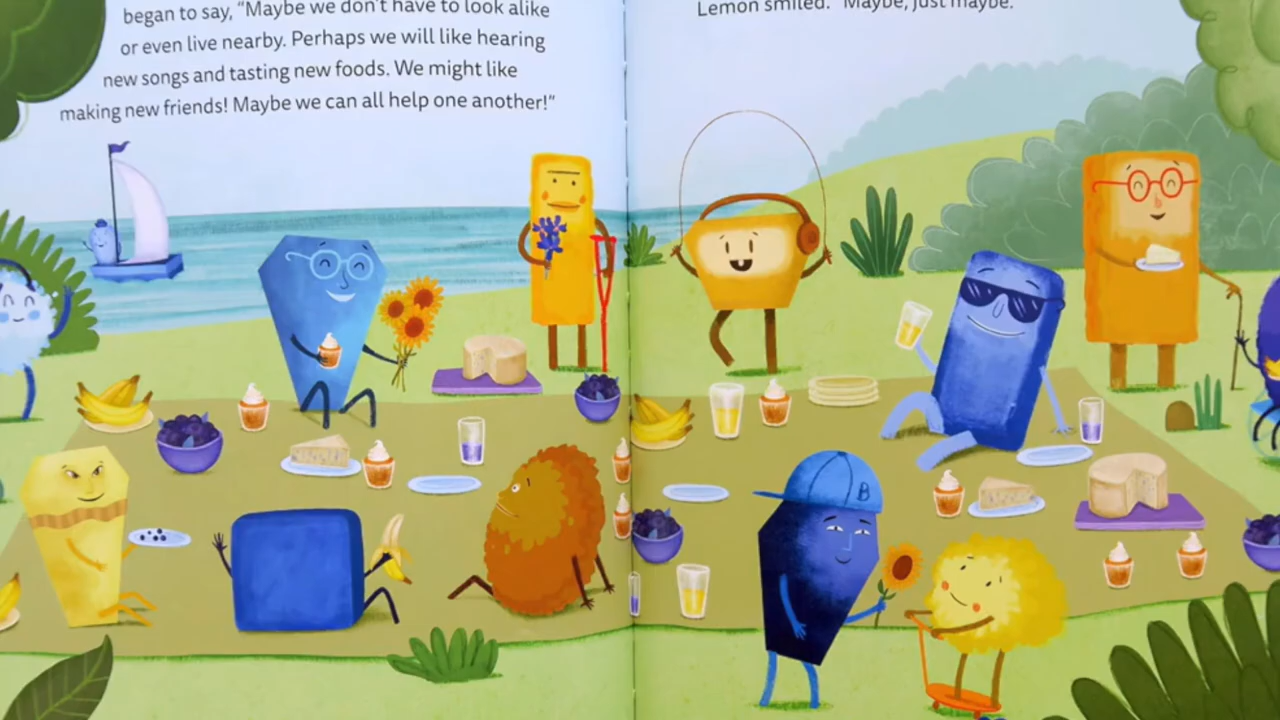 began to say, “Maybe we don’t have to look alike
or even live nearby. Perhaps we will like hearing
new songs and tasting new foods. We might like
making new friends! Maybe we can all help one another!”
Lemon smiled. “Maybe, just maybe.”
B